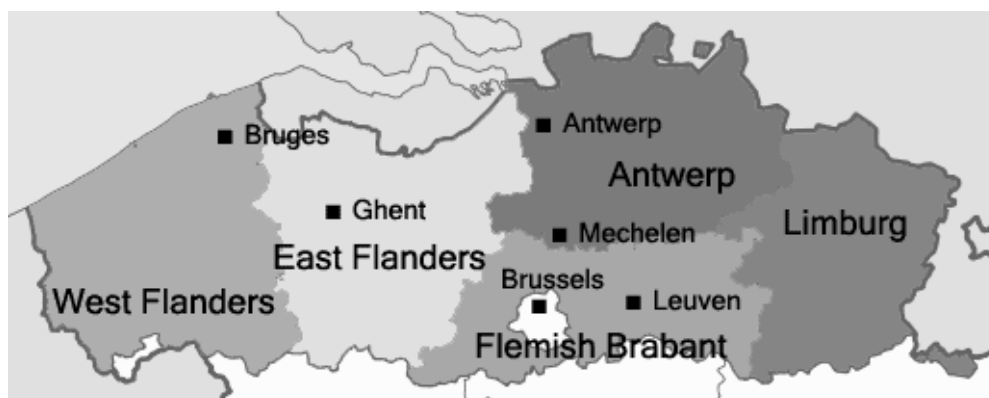 Bruges
Antwerp
Antwerp
Ghent
Mechelen
Limburg
East Flanders
Brussels
West Flanders
Leuven
Flemish Brabant